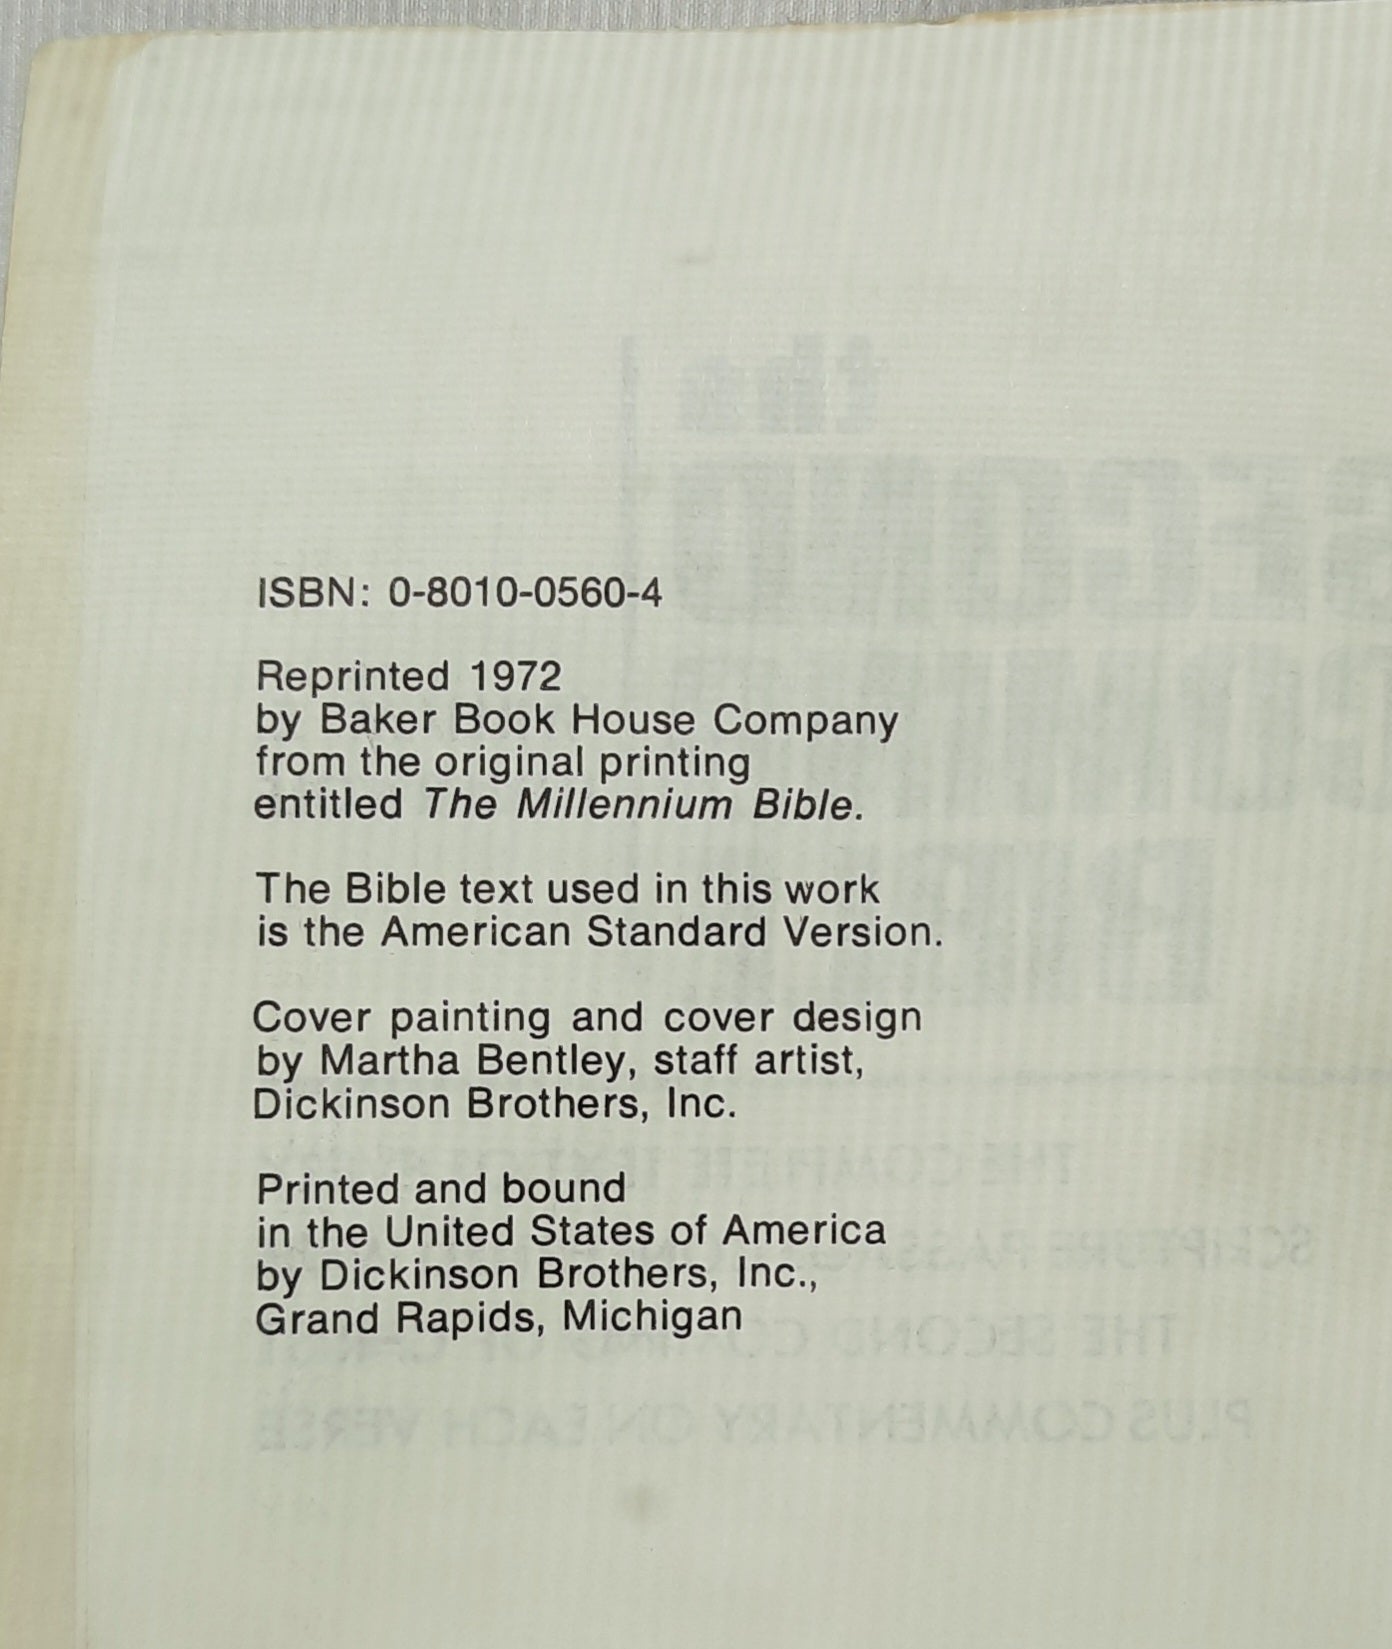 ISBN: 0-8010-0560-4
Reprinted 1972
by Baker Book House Company
from the original printing
entitled The Millennium Bible.
The Bible text used in this work
is the American Standard Version.
Cover painting and cover design
by Martha Bentley, staff artist,
Dickinson Brothers, Inc.
Printed and bound
in the United States of America
by Dickinson Brothers, Inc.,
Grand Rapids, Michigan